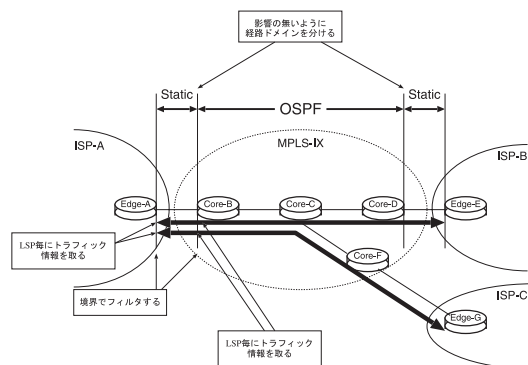 影響の無いように
経路ドメインを分ける
Static
OSPF
Static
ISP-A
MPLS-IX
ISP-B
Edge-A
Core-B
Core-C
Core-D
Edge-E
LSP毎にトラフィック
情報を取る
Core-F
境界でフィルタする
ISP-C
Edge-G
LSP毎にトラフィック
情報を取る